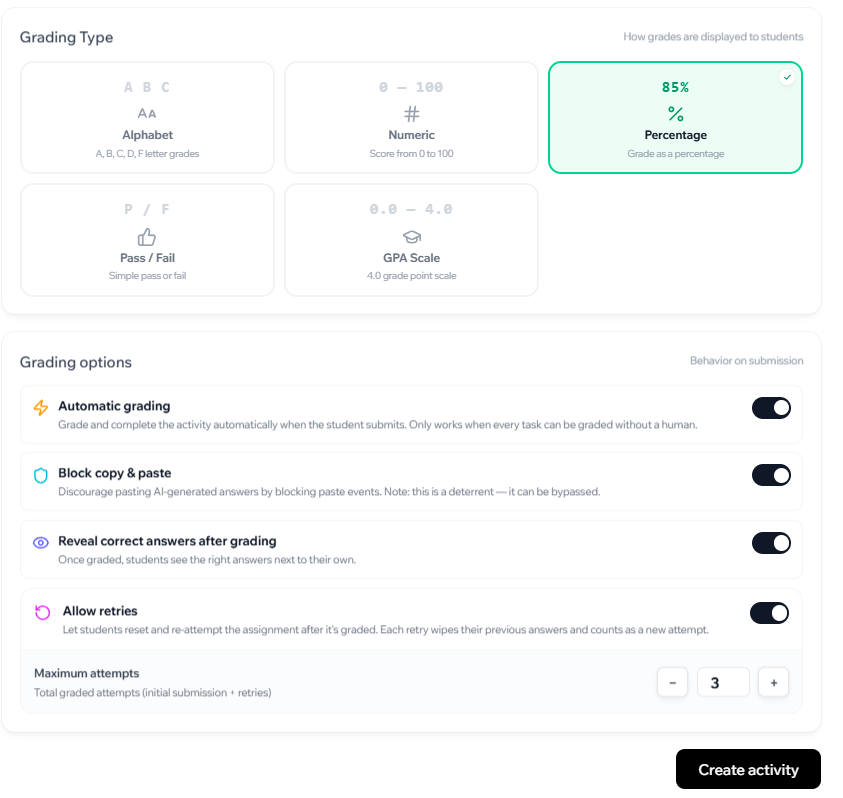 Grading Type
How grades are displayed to students
A B C
0 — 100
85%
AA
Alphabet
Numeric
Percentage
A, B, C, D, F letter grades
Score from 0 to 100
Grade as a percentage
P / F
0.0 — 4.0
Pass / Fail
GPA Scale
Simple pass or fail
4.0 grade point scale
Grading options
Behavior on submission
Automatic grading
Grade and complete the activity automatically when the student submits. Only works when every task can be graded without a human.
Block copy & paste
Discourage pasting AI-generated answers by blocking paste events. Note: this is a deterrent — it can be bypassed.
Reveal correct answers after grading
Once graded, students see the right answers next to their own.
Allow retries
Let students reset and re-attempt the assignment after it's graded. Each retry wipes their previous answers and counts as a new attempt.
Maximum attempts
Total graded attempts (initial submission + retries)
− 3 +
Create activity